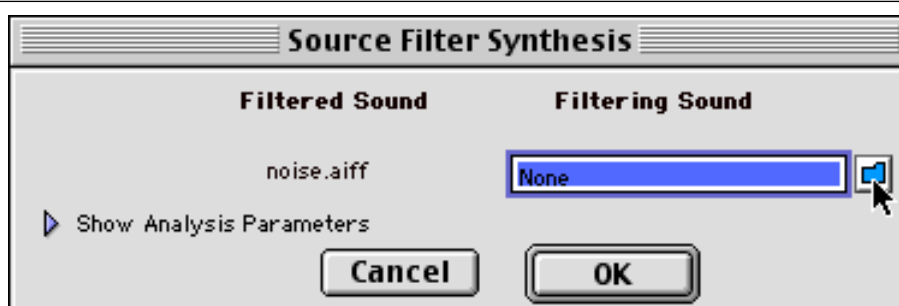 Source Filter Synthesis
Filtered Sound Filtering Sound
noise.aiff None
Show Analysis Parameters
Cancel OK